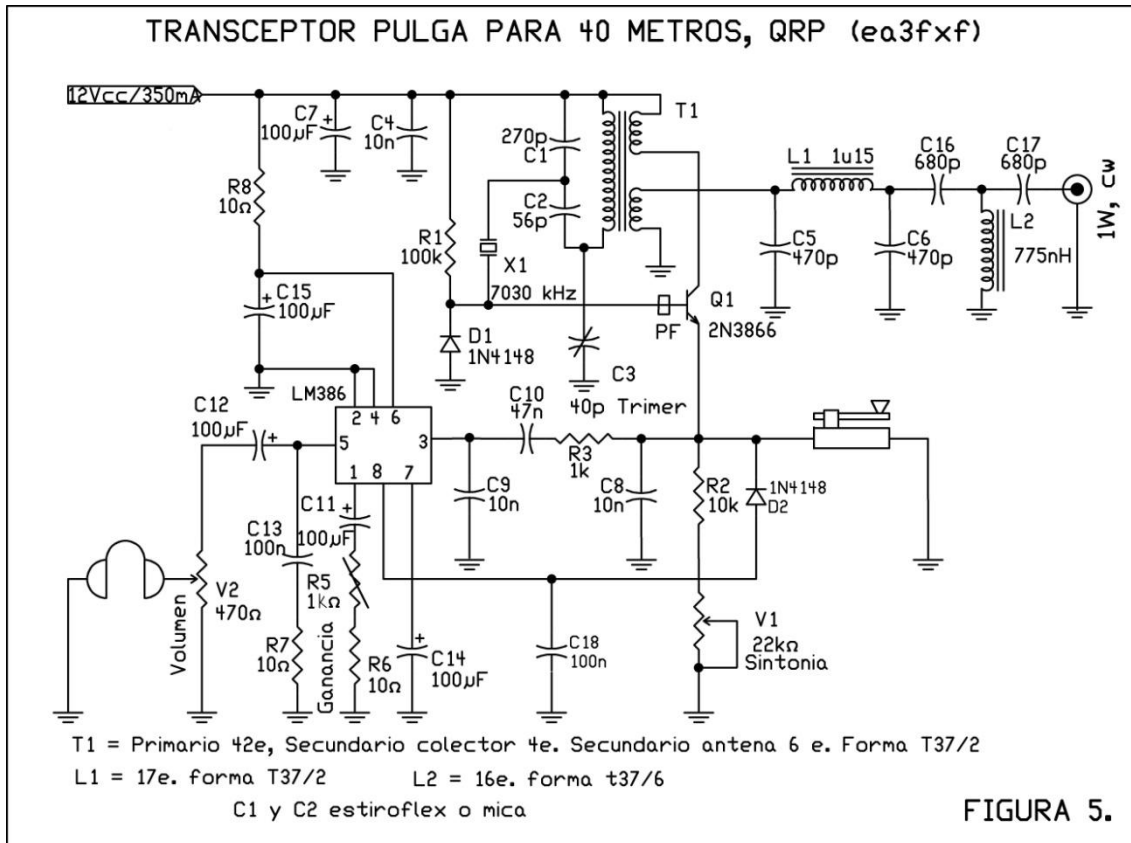 TRANSCEPTOR PULGA PARA 40 METROS, QRP (ea3fxf)
12Vcc/350mA
C7
100µF
C4
10n
270p
C1
T1
L1 1u15
C16
680p
C17
680p
R8
10Ω
C2
56p
R1
100k
X1
7030 kHz
C5
470p
C6
470p
L2
775nH
1W, cw
C15
100µF
D1
1N4148
PF
Q1
2N3866
C3
40p Trimer
LM386
2 4 6
5
3
1 8 7
C12
100µF
C10
47n
R3
1k
C9
10n
C8
10n
R2
10k
1N4148
D2
C11
100µF
C13
100n
V2
470Ω
Volumen
R5
1kΩ
Ganancia
R7
10Ω
R6
10Ω
C14
100µF
C18
100n
V1
22kΩ
Sintonia
T1 = Primario 42e, Secundario colector 4e. Secundario antena 6 e. Forma T37/2
L1 = 17e. forma T37/2 L2 = 16e. forma t37/6
C1 y C2 estiroflex o mica
FIGURA 5.